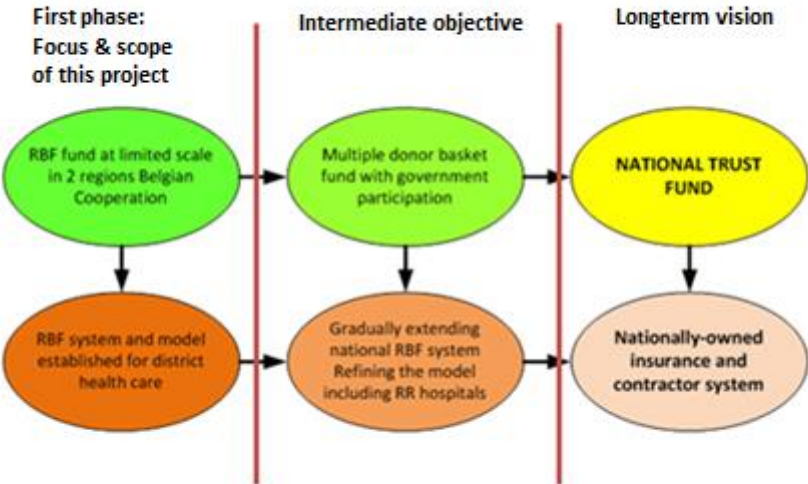 First phase:
Focus & scope
of this project
Intermediate objective
Longterm vision
RBF fund at limited scale
in 2 regions Belgian
Cooperation
Multiple donor basket
fund with government
participation
NATIONAL TRUST
FUND
RBF system and model
established for district
health care
Gradually extending
national RBF system
Refining the model
including RR hospitals
Nationally-owned
insurance and
contractor system